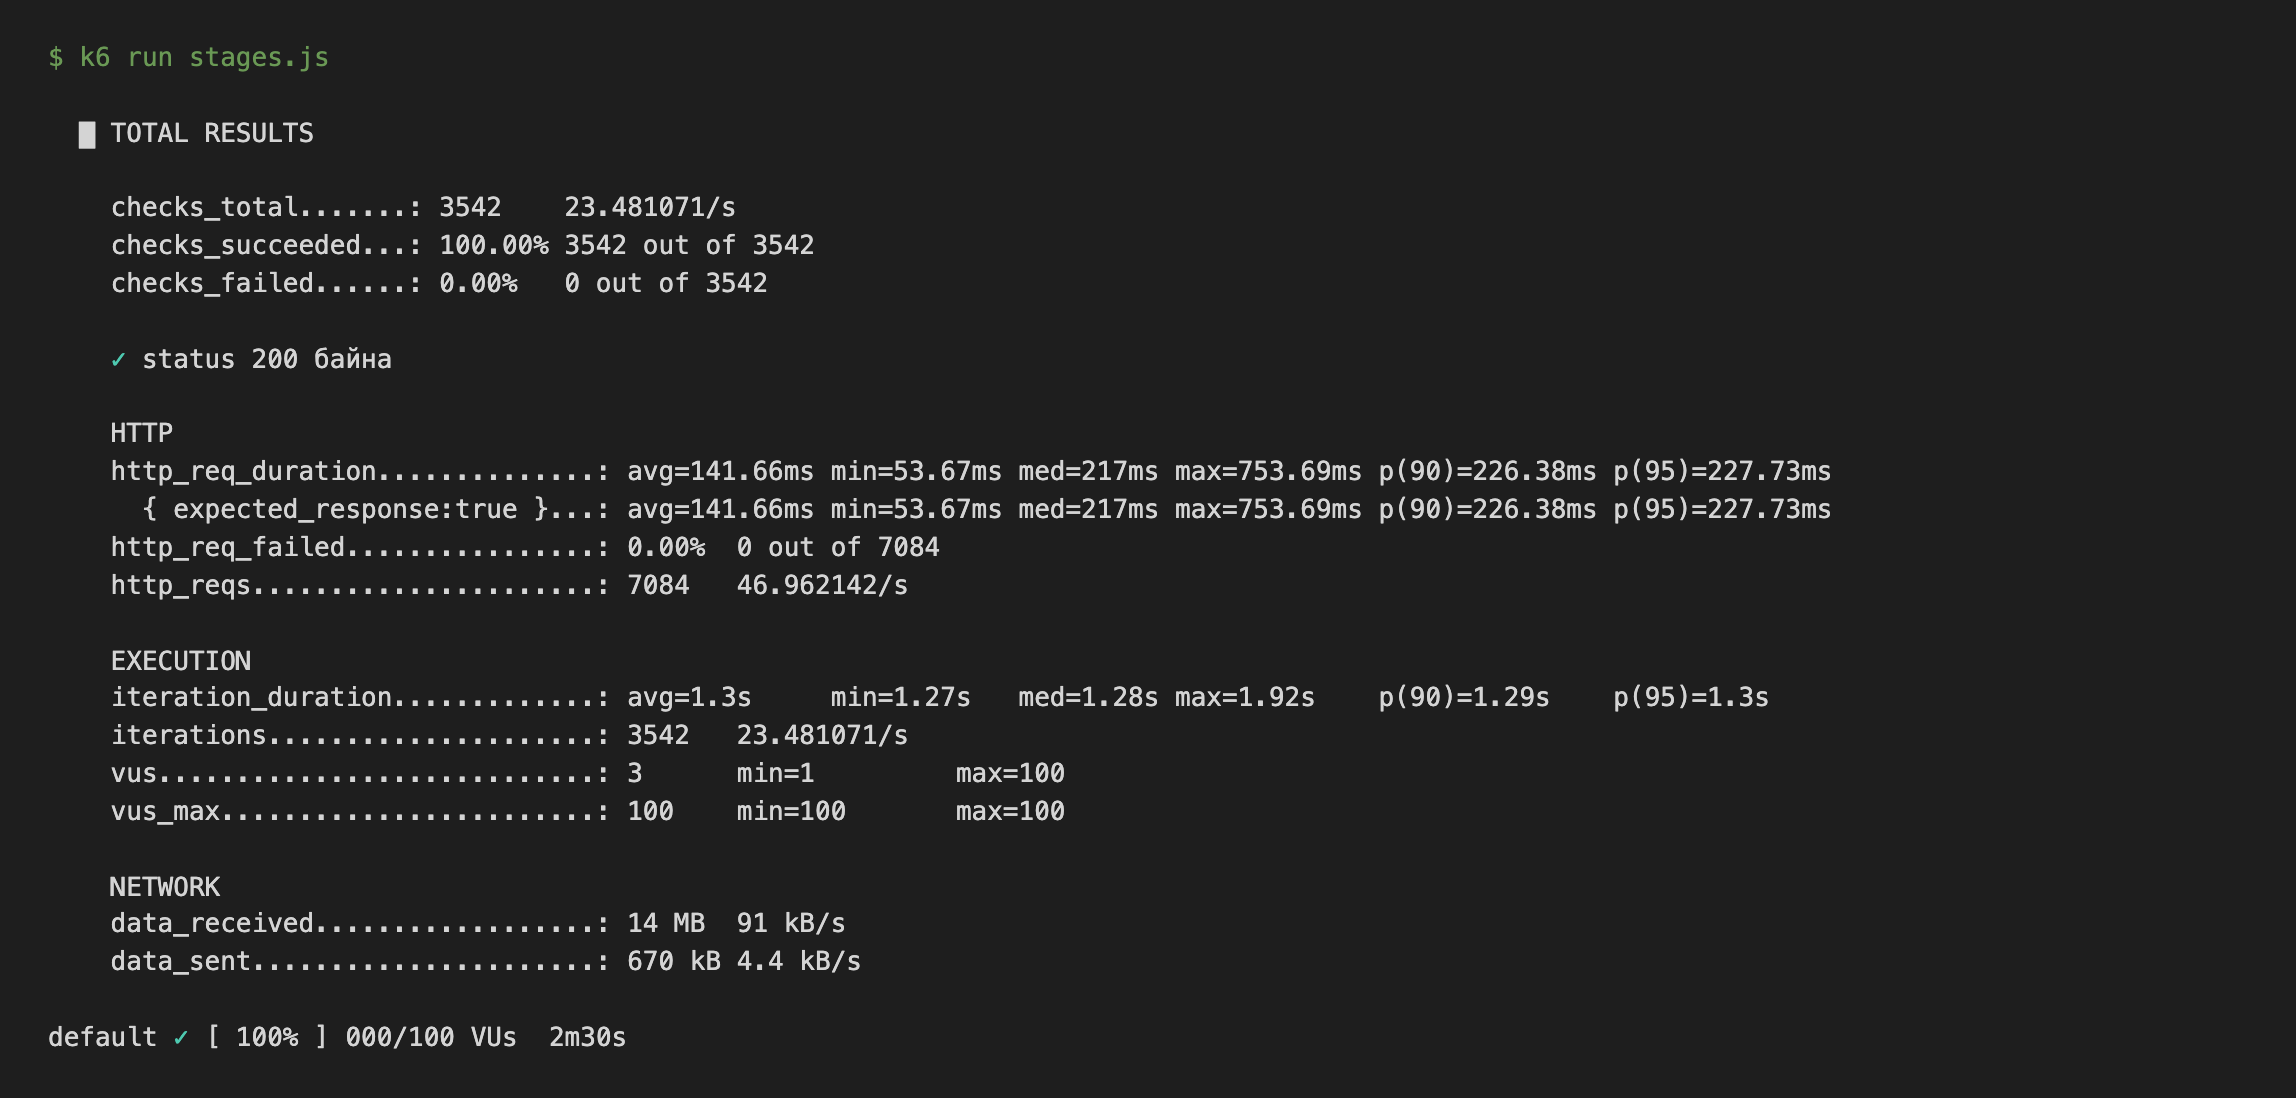 $ k6 run stages.js
█ TOTAL RESULTS
checks_total.......: 3542    23.481071/s
checks_succeeded...: 100.00% 3542 out of 3542
checks_failed......: 0.00%   0 out of 3542
✓ status 200 байна
HTTP
http_req_duration..............: avg=141.66ms min=53.67ms med=217ms max=753.69ms p(90)=226.38ms p(95)=227.73ms
{ expected_response:true }...: avg=141.66ms min=53.67ms med=217ms max=753.69ms p(90)=226.38ms p(95)=227.73ms
http_req_failed................: 0.00%  0 out of 7084
http_reqs......................: 7084   46.962142/s
EXECUTION
iteration_duration.............: avg=1.3s     min=1.27s   med=1.28s max=1.92s    p(90)=1.29s    p(95)=1.3s
iterations.....................: 3542   23.481071/s
vus............................: 3      min=1         max=100
vus_max........................: 100    min=100       max=100
NETWORK
data_received..................: 14 MB  91 kB/s
data_sent......................: 670 kB 4.4 kB/s
default ✓ [ 100% ] 000/100 VUs  2m30s